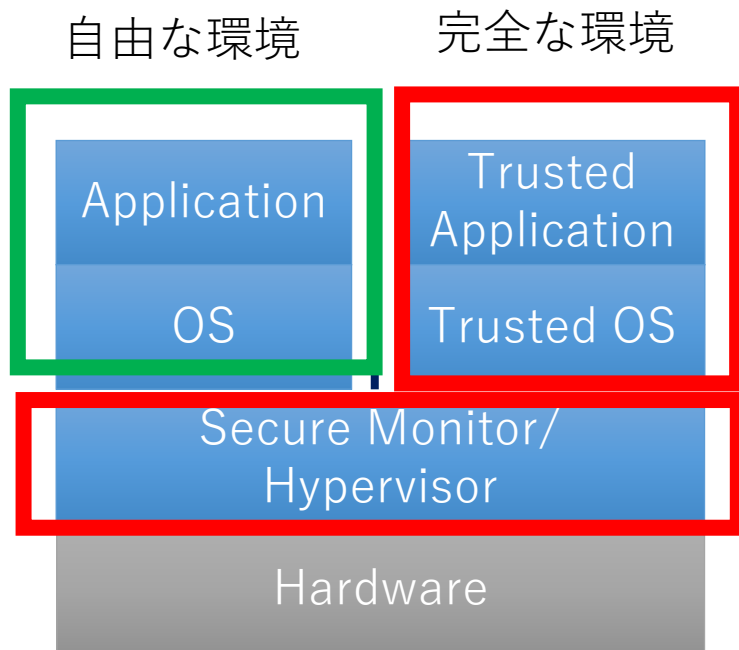 自由な環境
完全な環境
Application
Trusted
Application
OS
Trusted OS
Secure Monitor/
Hypervisor
Hardware